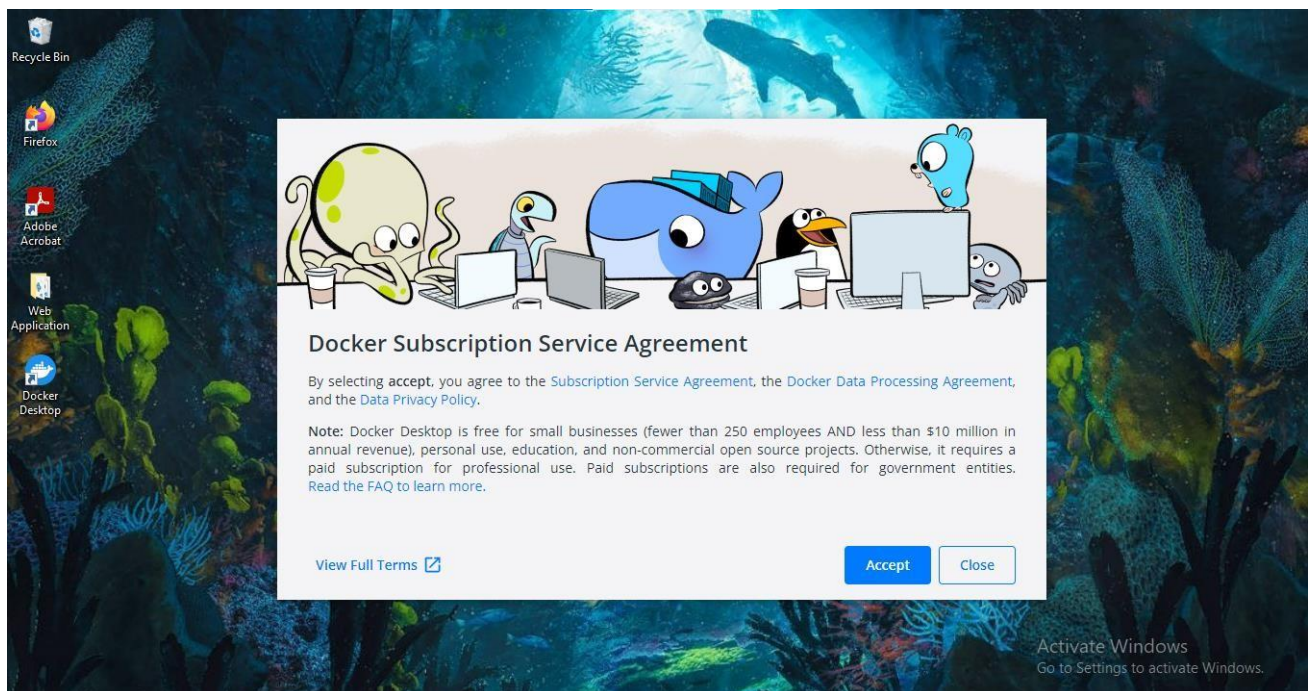 Recycle Bin
Firefox
Adobe
Acrobat
Web
Application
Docker
Desktop
Docker Subscription Service Agreement
By selecting accept, you agree to the Subscription Service Agreement, the Docker Data Processing Agreement,
and the Data Privacy Policy.
Note: Docker Desktop is free for small businesses (fewer than 250 employees AND less than $10 million in
annual revenue), personal use, education, and non-commercial open source projects. Otherwise, it requires a
paid subscription for professional use. Paid subscriptions are also required for government entities.
Read the FAQ to learn more.
View Full Terms
Accept
Close
Activate Windows
Go to Settings to activate Windows.